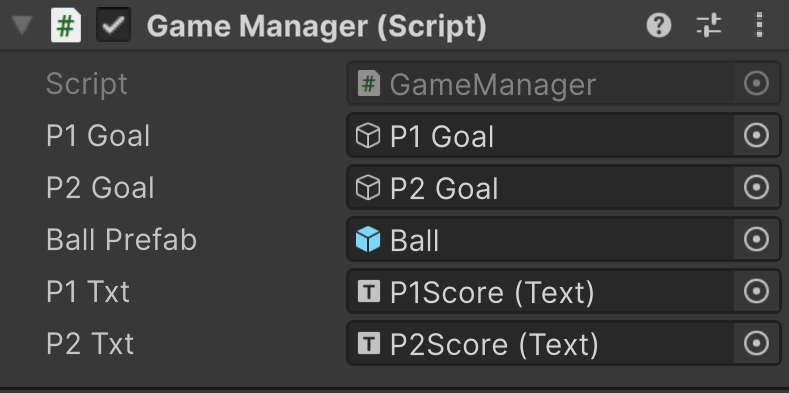 Game Manager (Script)
Script GameManager
P1 Goal P1 Goal
P2 Goal P2 Goal
Ball Prefab Ball
P1 Txt P1Score (Text)
P2 Txt P2Score (Text)